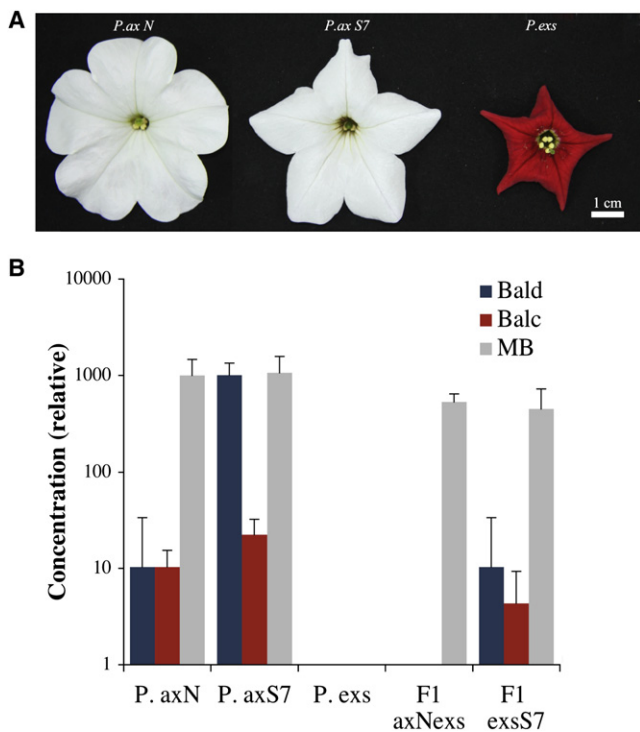 A
P.ax N
P.ax S7
P.exs
1 cm
B
10000
1000
100
10
1
Concentration (relative)
Bald
Balc
MB
P. axN
P. axS7
P. exs
F1
axNexs
F1
exsS7